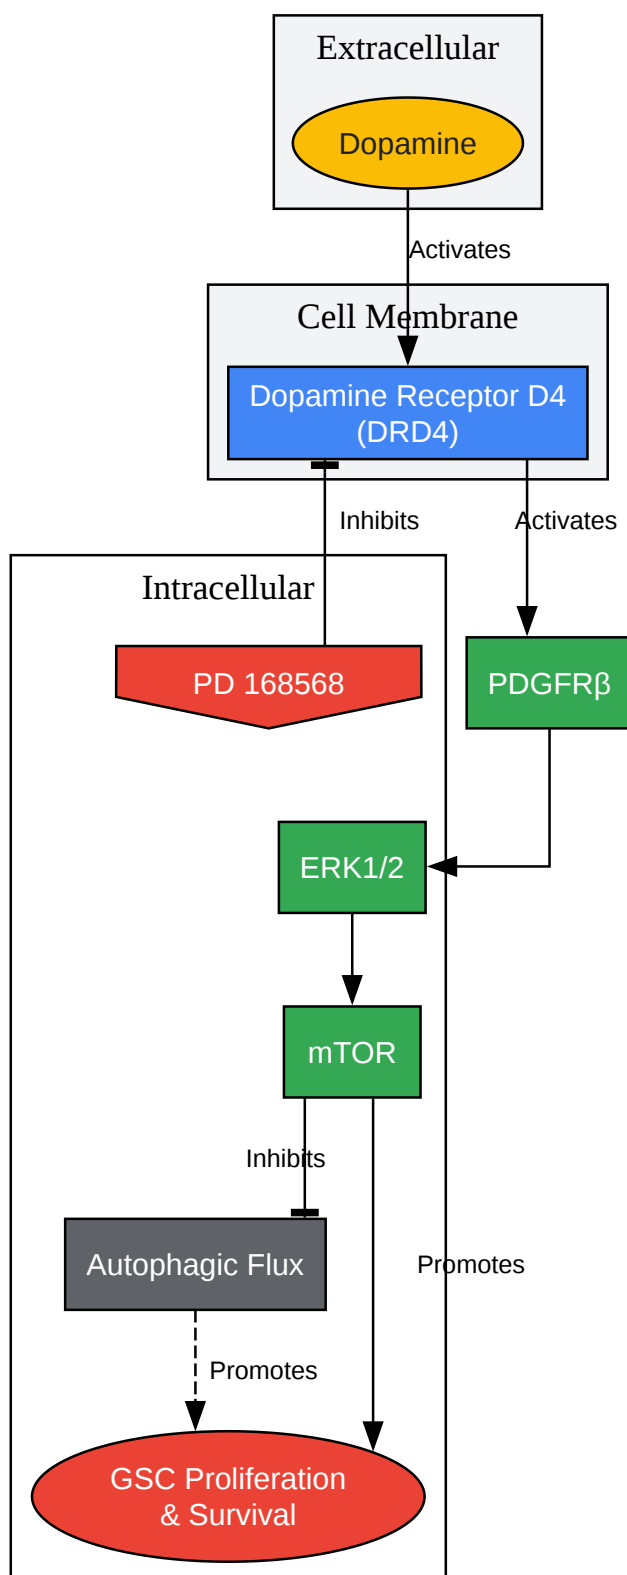 Extracellular
Dopamine
Activates
Cell Membrane
Dopamine Receptor D4
(DRD4)
Inhibits
Activates
Intracellular
PD 168568
PDGFRβ
ERK1/2
mTOR
Inhibits
Autophagic Flux
Promotes
Promotes
GSC Proliferation
& Survival